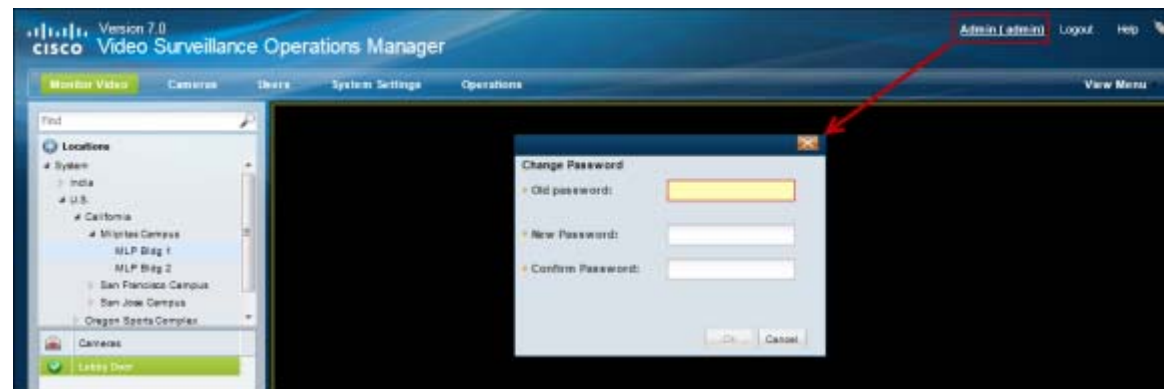 Version 7.0
CISCO Video Surveillance Operations Manager
Admin (admin) Logout Help
Monitor Video Cameras Users System Settings Operations View Menu
Find
Locations
System
India
U.S.
California
Milpitas Campus
MLP Bldg 1
MLP Bldg 2
San Francisco Campus
San Jose Campus
Oregon Sports Complex
Cameras
Lobby Door
Change Password
* Old password:
* New Password:
* Confirm Password:
OK Cancel